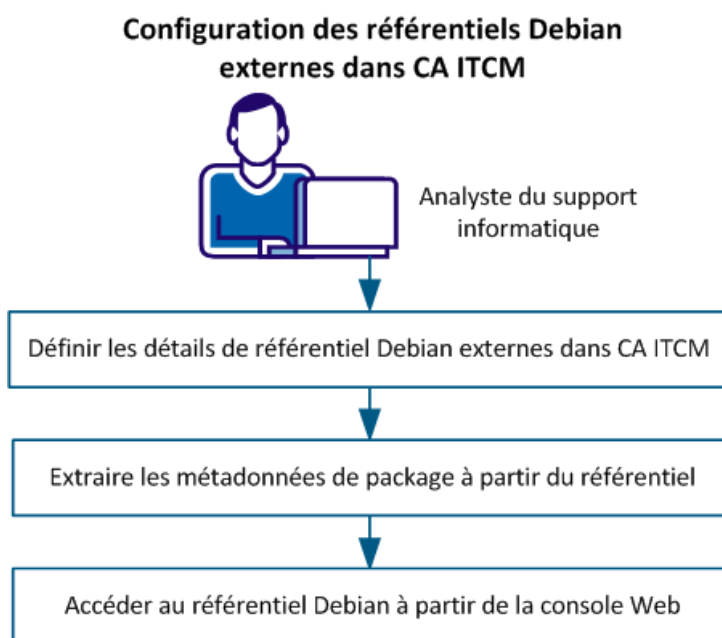 Configuration des référentiels Debian
externes dans CA ITCM
Analyste du support
informatique
Définir les détails de référentiel Debian externes dans CA ITCM
Extraire les métadonnées de package à partir du référentiel
Accéder au référentiel Debian à partir de la console Web